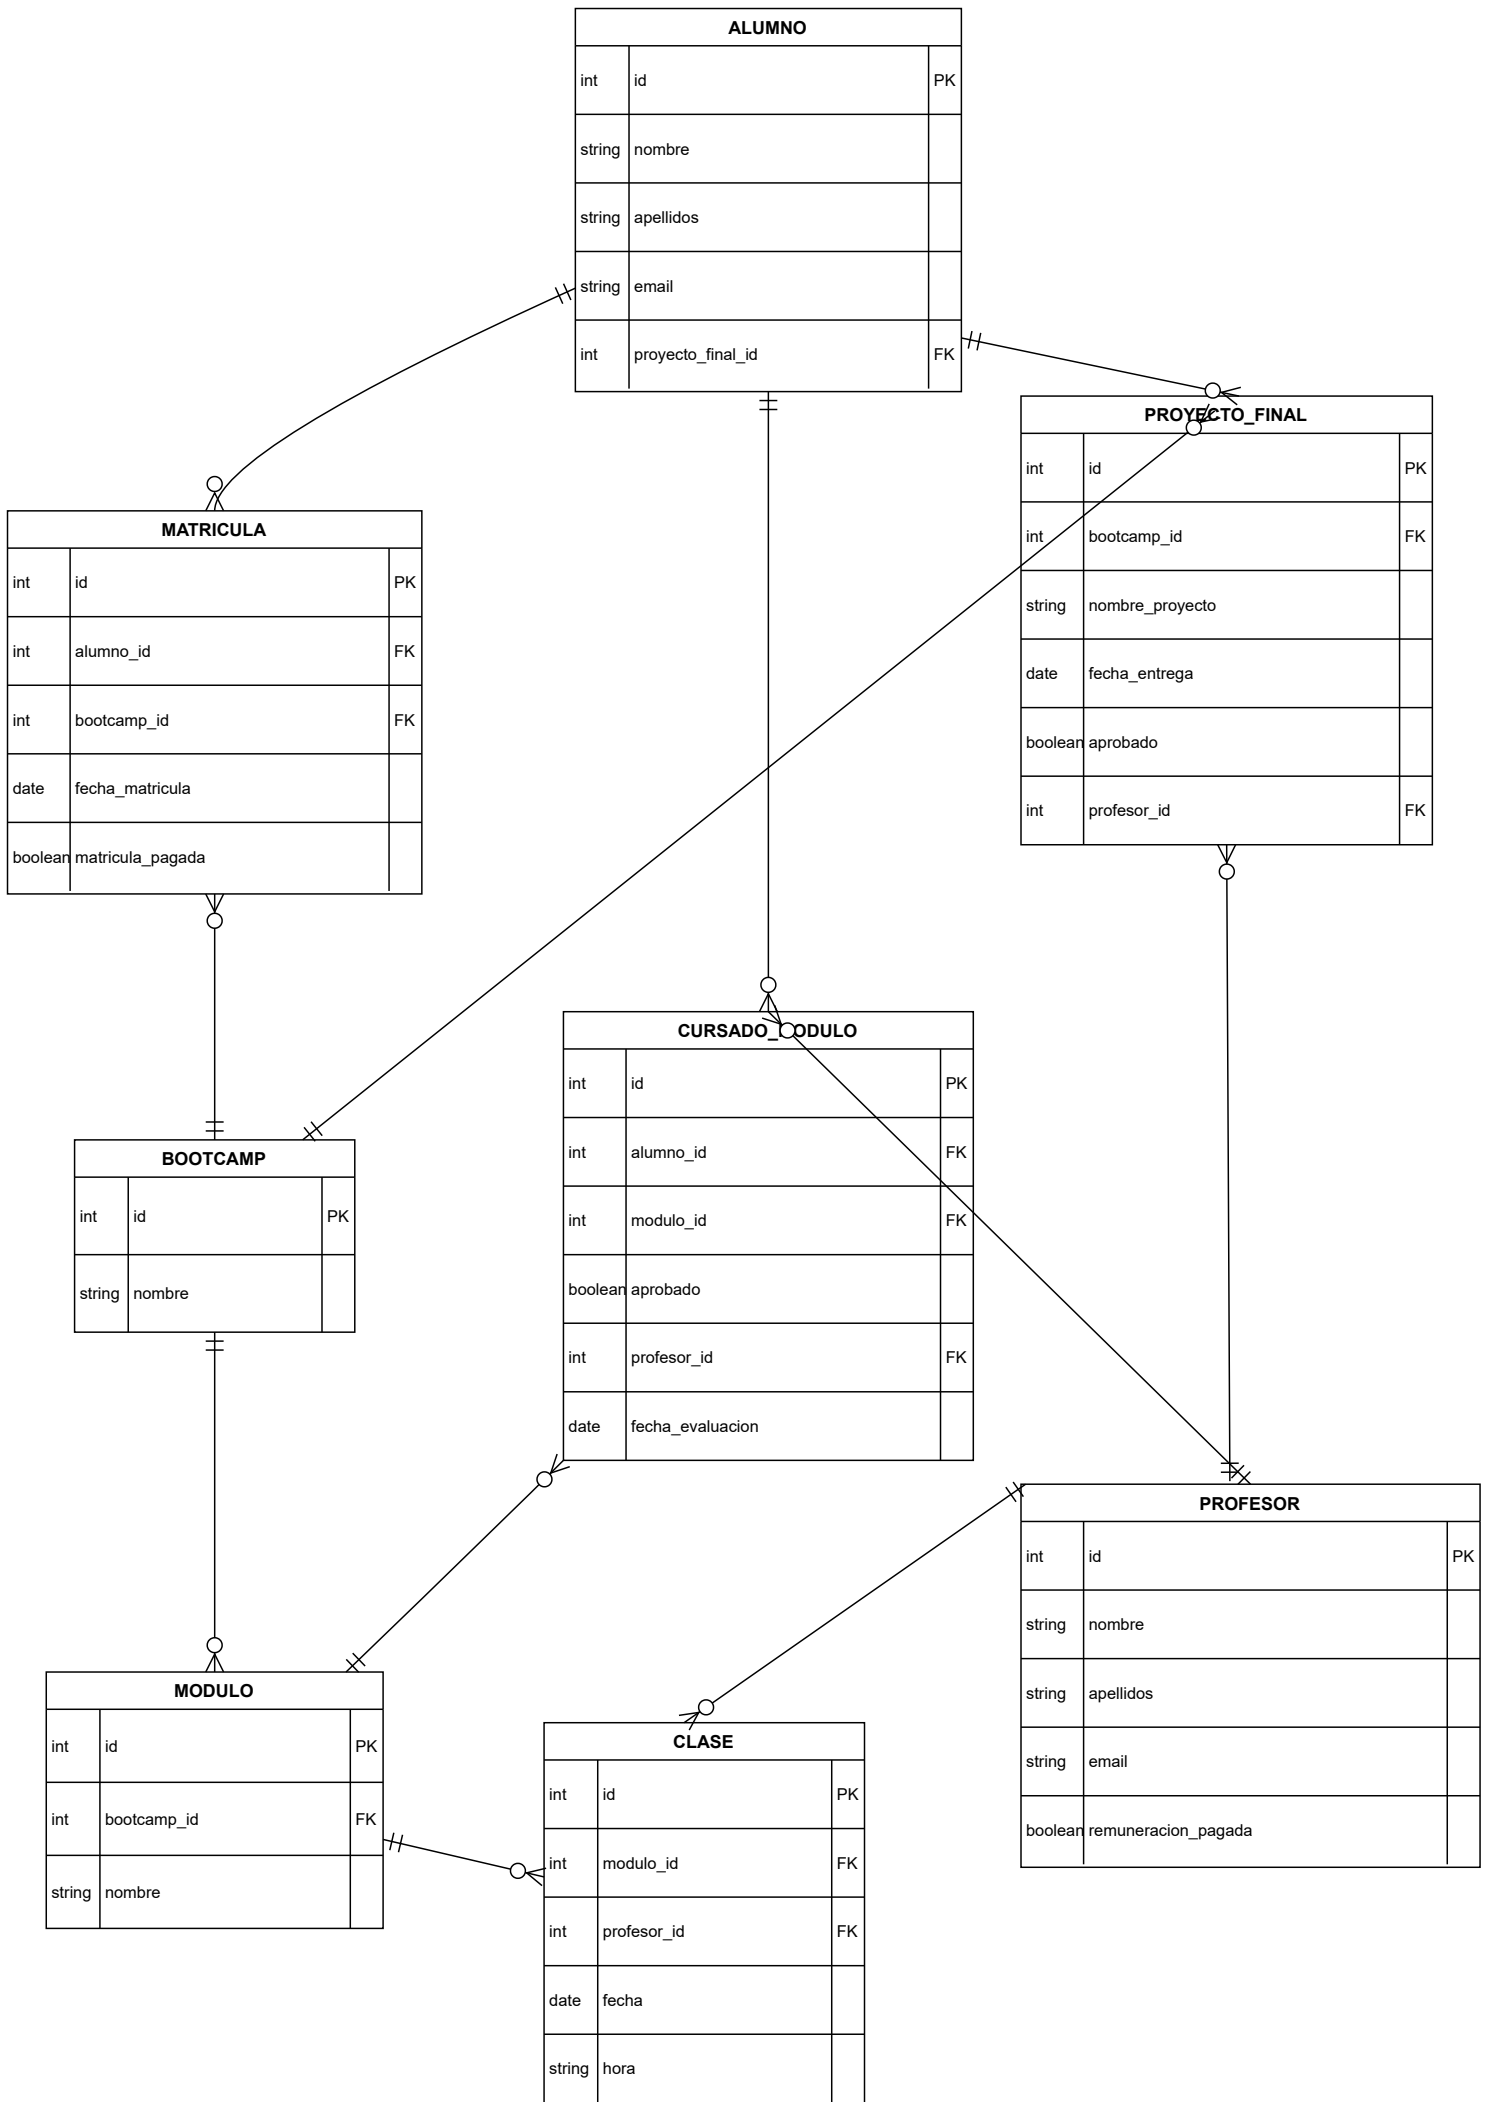 ALUMNO
int id PK
string nombre
string apellidos
string email
int proyecto_final_id FK
PROYECTO_FINAL
int id PK
int bootcamp_id FK
string nombre_proyecto
date fecha_entrega
boolean aprobado
int profesor_id FK
MATRICULA
int id PK
int alumno_id FK
int bootcamp_id FK
date fecha_matricula
boolean matricula_pagada
CURSADO_MODULO
int id PK
int alumno_id FK
int modulo_id FK
boolean aprobado
int profesor_id FK
date fecha_evaluacion
BOOTCAMP
int id PK
string nombre
PROFESOR
int id PK
string nombre
string apellidos
string email
boolean remuneracion_pagada
MODULO
int id PK
int bootcamp_id FK
string nombre
CLASE
int id PK
int modulo_id FK
int profesor_id FK
date fecha
string hora